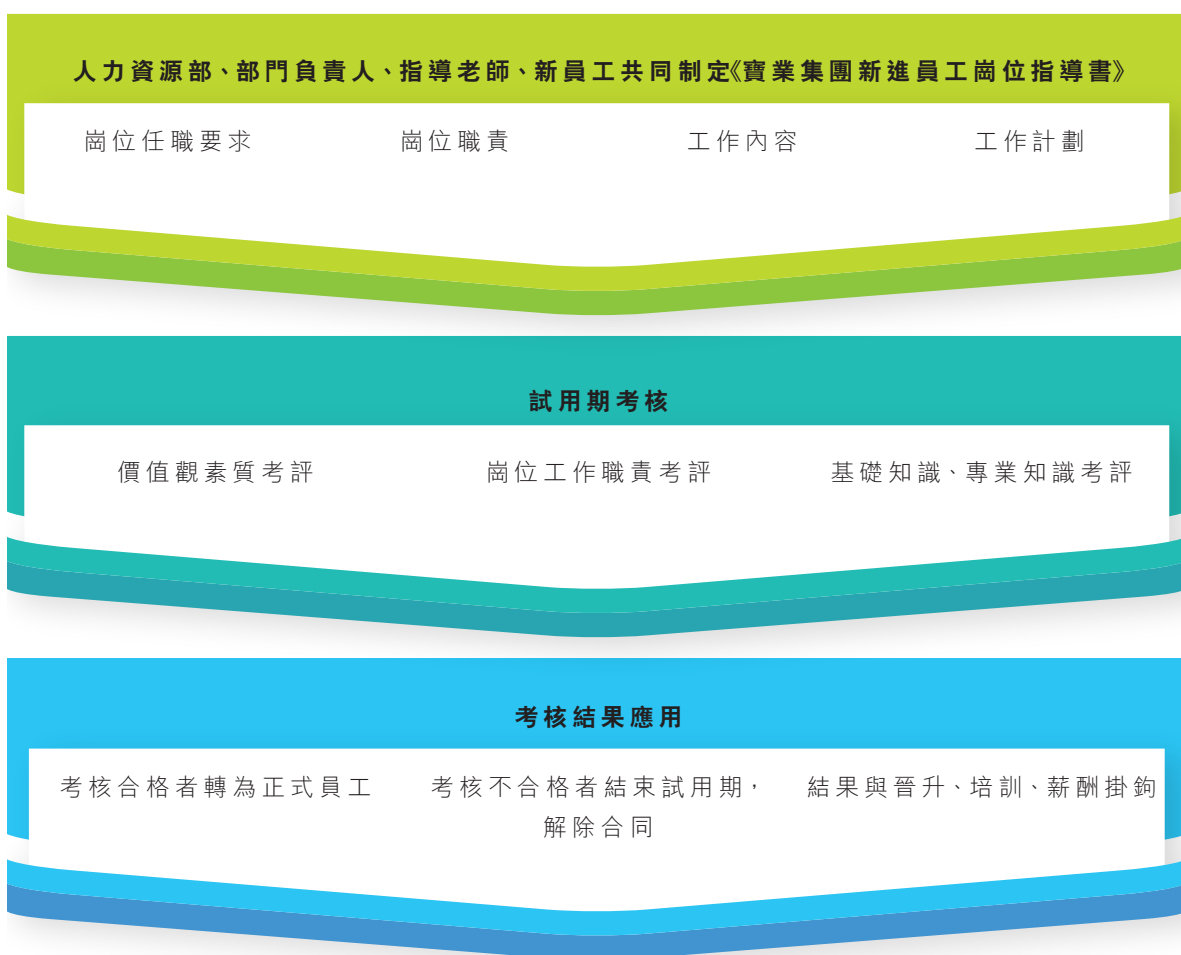 人力資源部、部門負責人、指導老師、新員工共同制定《寶業集團新進員工崗位指導書》
崗位任職要求 崗位職責 工作內容 工作計劃
試用期考核
價值觀素質考評 崗位工作職責考評 基礎知識、專業知識考評
考核結果應用
考核合格者轉為正式員工 考核不合格者結束試用期, 結果與晉升、培訓、薪酬掛鉤
解除合同